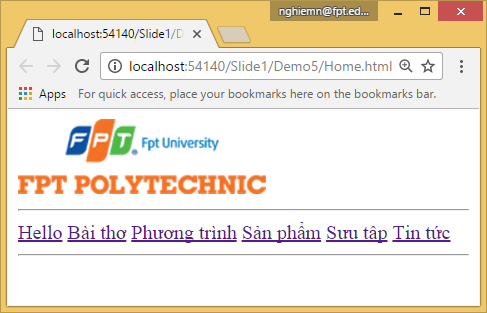 nghiemn@fpt.ed...
localhost:54140/Slide1/D
localhost:54140/Slide1/Demo5/Home.html
Apps For quick access, place your bookmarks here on the bookmarks bar.
FPT. Fpt University
FPT POLYTECHNIC
Hello Bài thơ Phương trình Sản phẩm Sưu tập Tin tức